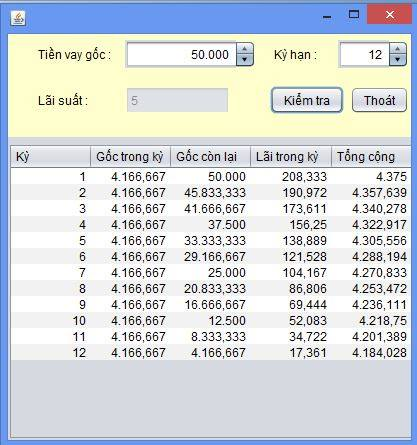 Tiền vay gốc : 50.000 Kỳ hạn : 12
Lãi suất : 5 Kiểm tra Thoát
Kỳ Gốc trong kỳ Gốc còn lại Lãi trong kỳ Tổng cộng
1 4.166,667 50.000 208,333 4.375
2 4.166,667 45.833,333 190,972 4.357,639
3 4.166,667 41.666,667 173,611 4.340,278
4 4.166,667 37.500 156,25 4.322,917
5 4.166,667 33.333,333 138,889 4.305,556
6 4.166,667 29.166,667 121,528 4.288,194
7 4.166,667 25.000 104,167 4.270,833
8 4.166,667 20.833,333 86,806 4.253,472
9 4.166,667 16.666,667 69,444 4.236,111
10 4.166,667 12.500 52,083 4.218,75
11 4.166,667 8.333,333 34,722 4.201,389
12 4.166,667 4.166,667 17,361 4.184,028